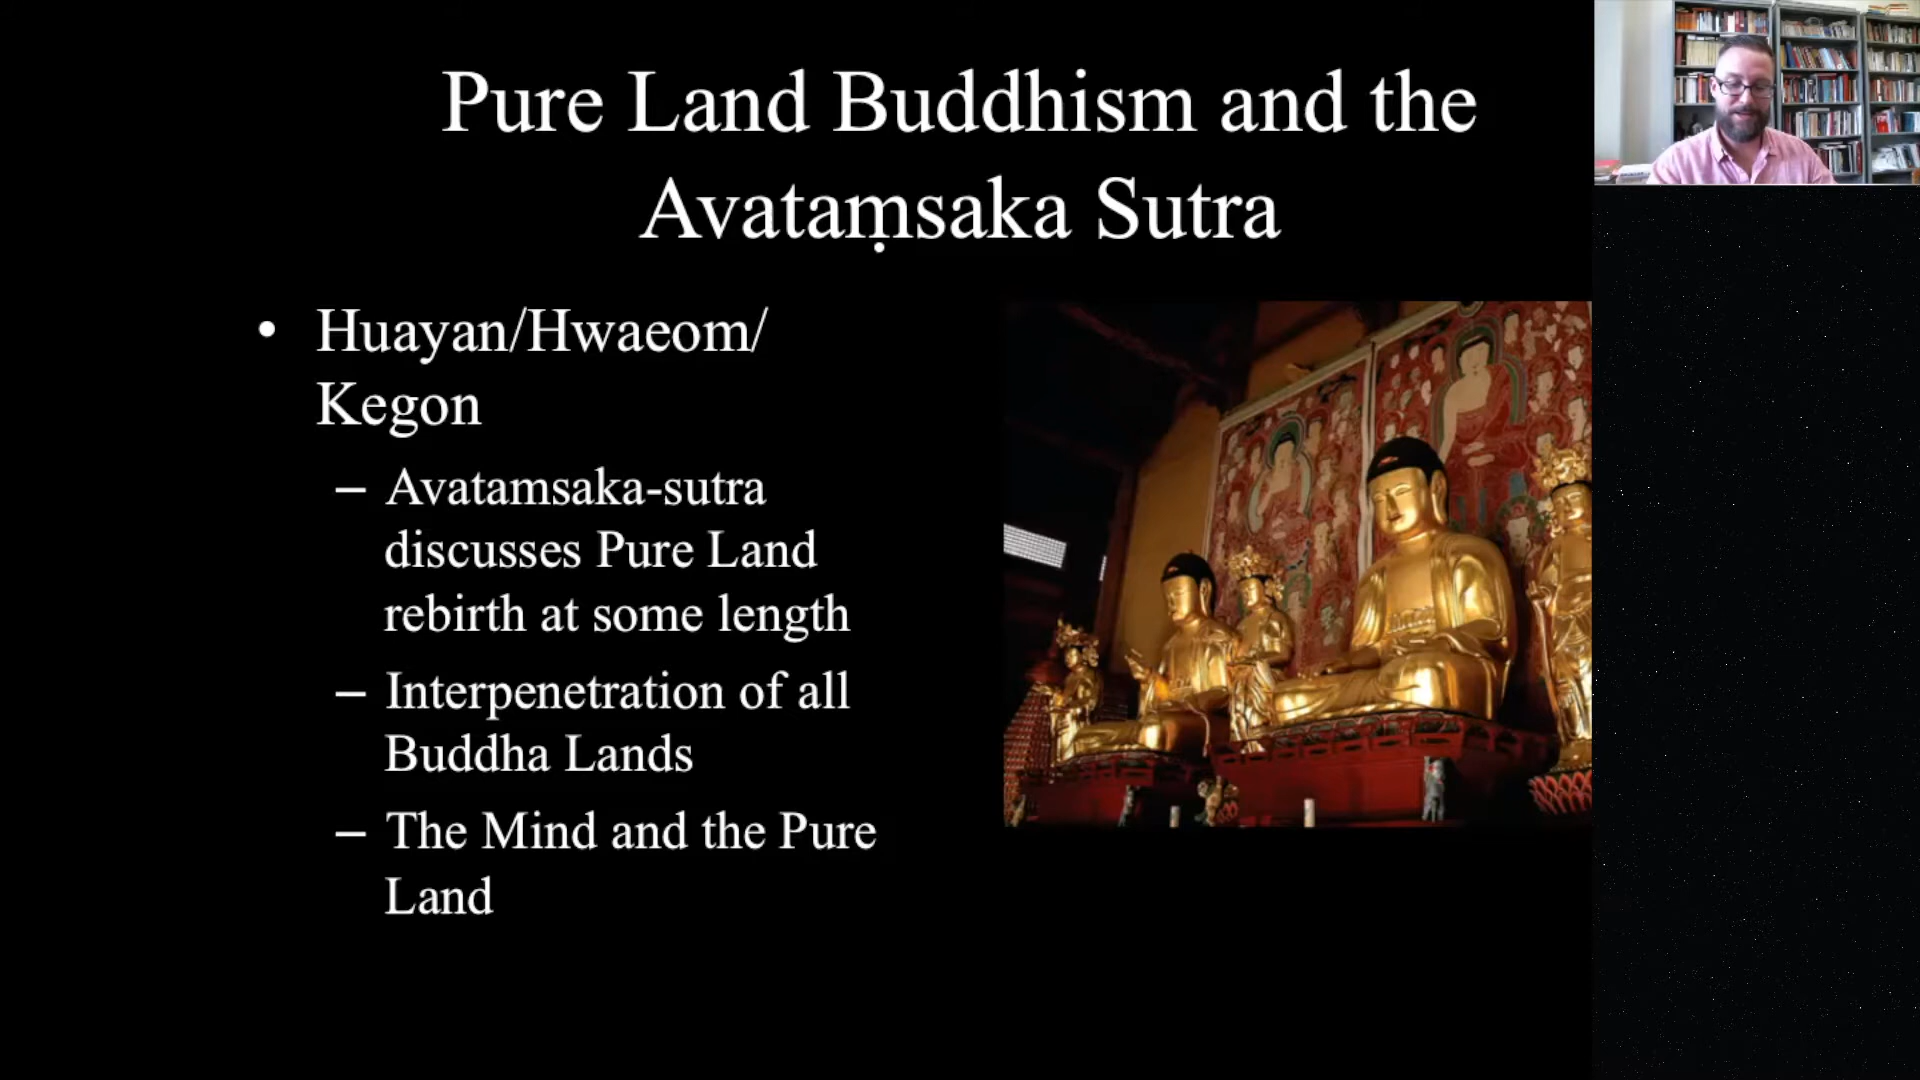 Pure Land Buddhism and the
Avataṃsaka Sutra
• Huayan/Hwaeom/
Kegon
– Avatamsaka-sutra
discusses Pure Land
rebirth at some length
– Interpenetration of all
Buddha Lands
– The Mind and the Pure
Land